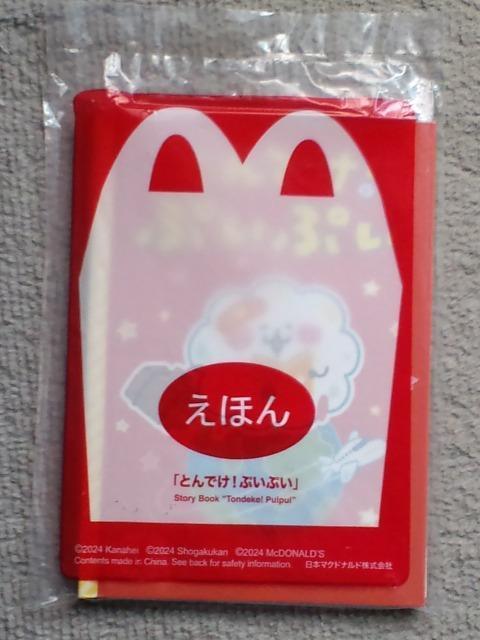 えほん
「とんでけ！ぷいぷい」
Story Book "Tondeke! Puipui"
©2024 Kanahei ©2024 Shogakukan ©2024 McDONALD'S
Contents made in China. See back for safety information. 日本マクドナルド株式会社